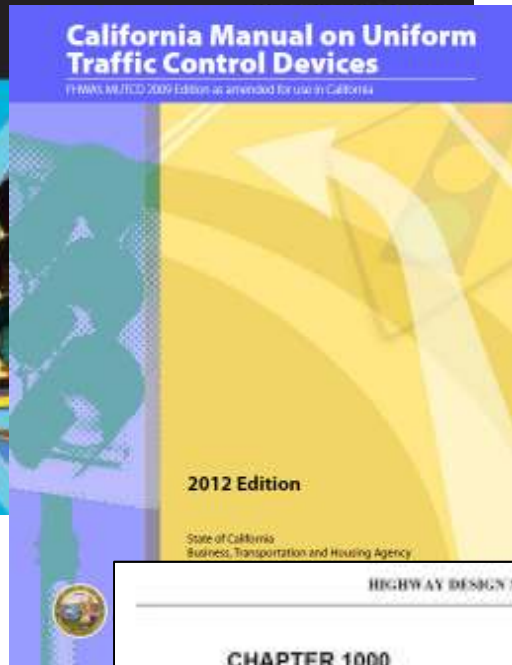 California Manual on Uniform
Traffic Control Devices
FHWA's MUTCD 2009 Edition as amended for use in California
2012 Edition
State of California
Business, Transportation and Housing Agency
HIGHWAY DESIGN
CHAPTER 1000